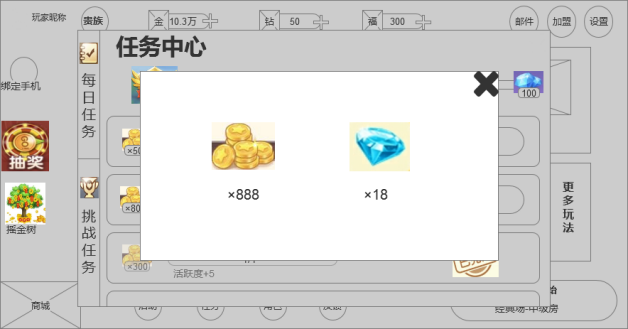 玩家昵称
贵族
金 10.3万
钻 50
福 300
邮件
加盟
设置
任务中心
绑定手机
每日任务
100
抽奖
×888
×18
摇金树
挑战任务
更多玩法
×300
活跃度+5
商城
经典场-中级房